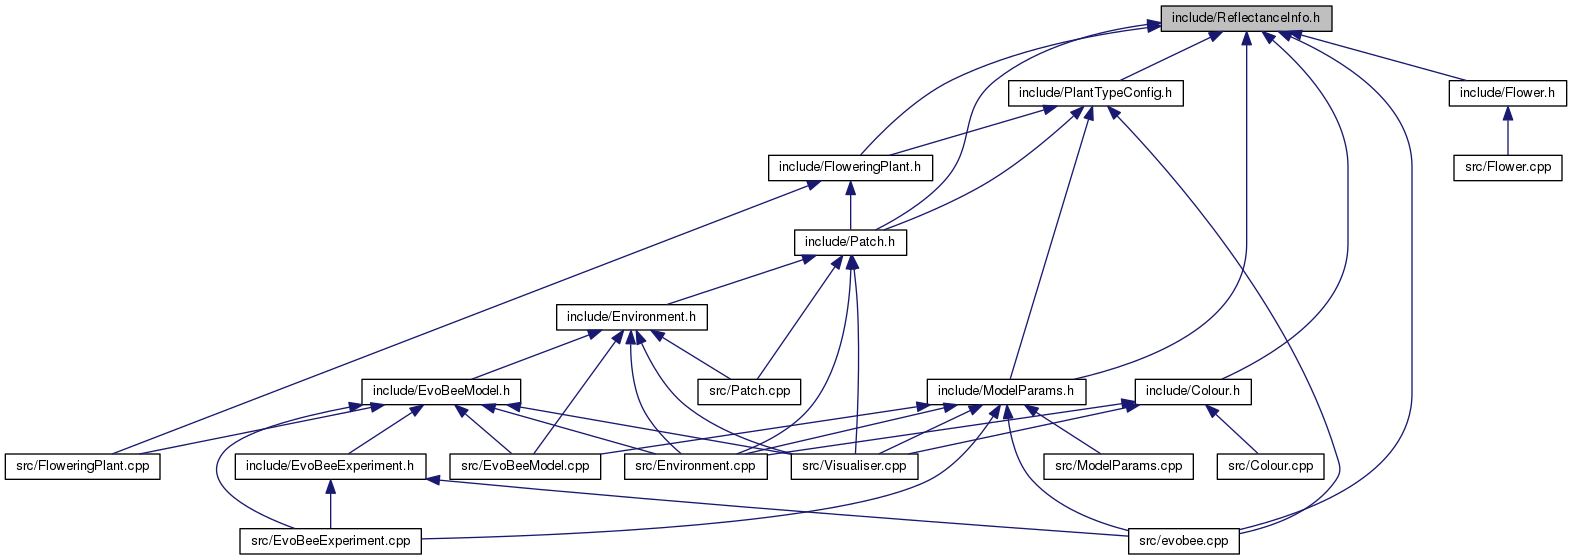 include/ReflectanceInfo.h
include/PlantTypeConfig.h
include/Flower.h
include/FloweringPlant.h
src/Flower.cpp
include/Patch.h
include/Environment.h
include/EvoBeeModel.h
src/Patch.cpp
include/ModelParams.h
include/Colour.h
src/FloweringPlant.cpp
include/EvoBeeExperiment.h
src/EvoBeeModel.cpp
src/Environment.cpp
src/Visualiser.cpp
src/ModelParams.cpp
src/Colour.cpp
src/EvoBeeExperiment.cpp
src/evobee.cpp